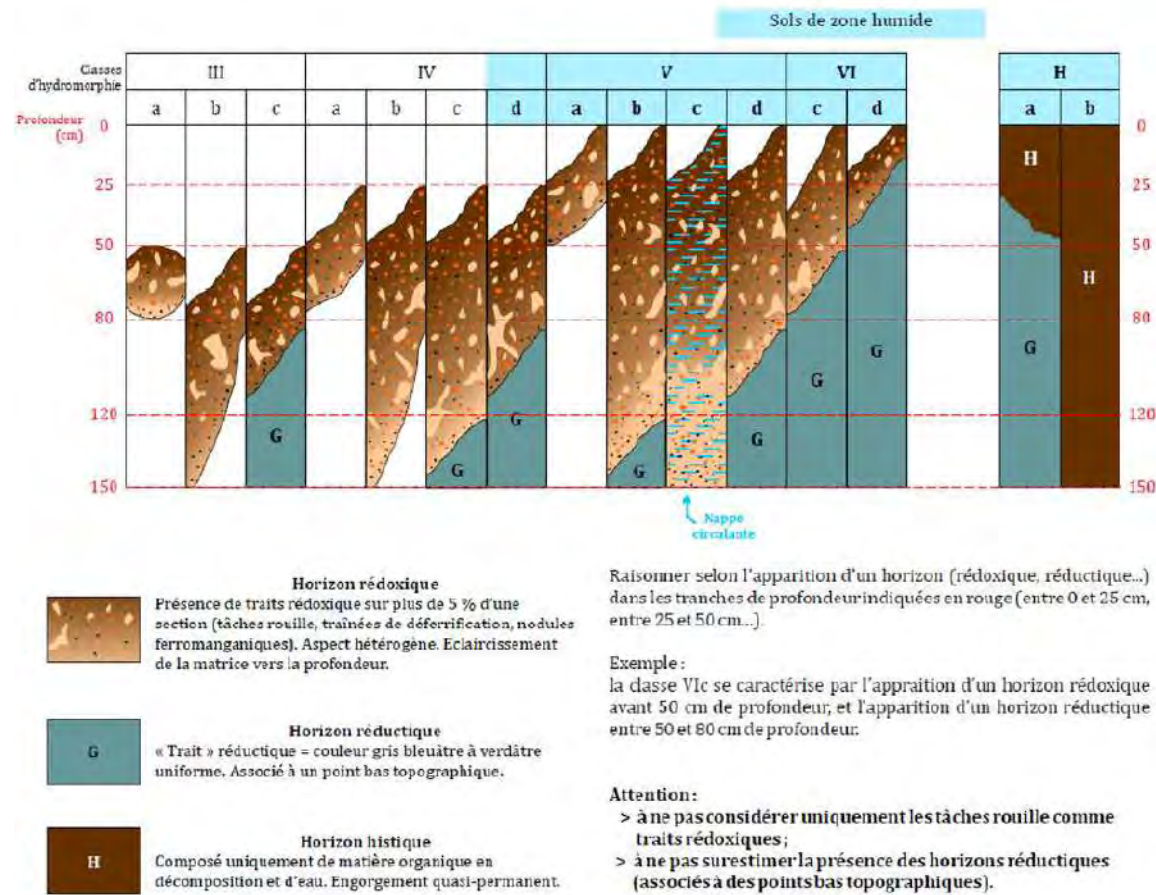 Sols de zone humide
Classes d'hydromorphie
III
IV
V
VI
H
a
b
c
a
b
c
d
a
b
c
d
c
d
a
b
Profondeur (cm)
0
0
25
25
50
50
80
80
120
120
150
150
G
G
G
G
G
G
G
H
G
H
Nappe
circulante
Horizon rédoxique
Présence de traits rédoxique sur plus de 5 % d'une
section (tâches rouille, traînées de déferrification, nodules
ferromanganiques). Aspect hétérogène. Eclaircissement
de la matrice vers la profondeur.
G
Horizon réductique
« Trait » réductique = couleur gris bleuâtre à verdâtre
uniforme. Associé à un point bas topographique.
H
Horizon histique
Composé uniquement de matière organique en
décomposition et d'eau. Engorgement quasi-permanent.
Raisonner selon l'apparition d'un horizon (rédoxique, réductique...)
dans les tranches de profondeur indiquées en rouge (entre 0 et 25 cm,
entre 25 et 50 cm...).
Exemple :
la classe VIc se caractérise par l'appraition d'un horizon rédoxique
avant 50 cm de profondeur, et l'apparition d'un horizon réductique
entre 50 et 80 cm de profondeur.
Attention :
> à ne pas considérer uniquement les tâches rouille comme
traits rédoxiques ;
> à ne pas surestimer la présence des horizons réductiques
(associés à des points bas topographiques).